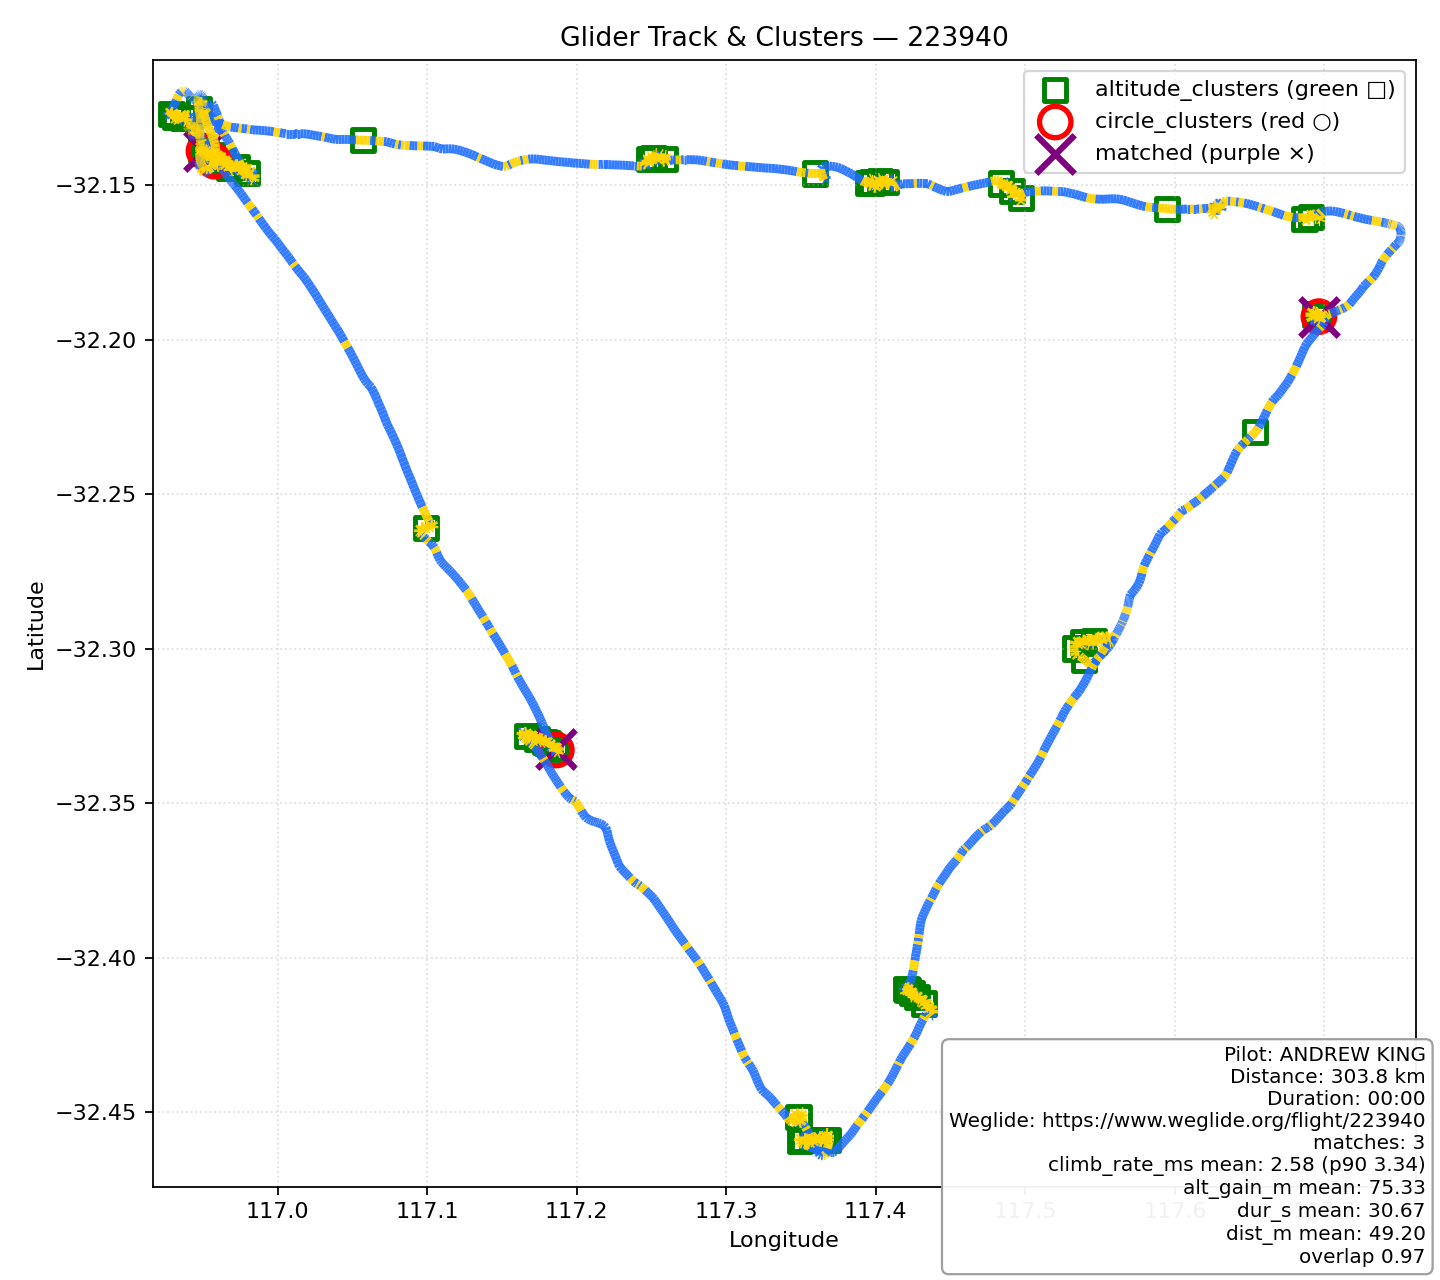 Glider Track & Clusters — 223940
altitude_clusters (green □)
circle_clusters (red ○)
matched (purple ×)
Latitude
−32.15
−32.20
−32.25
−32.30
−32.35
−32.40
−32.45
117.0
117.1
117.2
117.3
117.4
117.5
117.6
Longitude
Pilot: ANDREW KING
Distance: 303.8 km
Duration: 00:00
Weglide: https://www.weglide.org/flight/223940
matches: 3
climb_rate_ms mean: 2.58 (p90 3.34)
alt_gain_m mean: 75.33
dur_s mean: 30.67
dist_m mean: 49.20
overlap 0.97